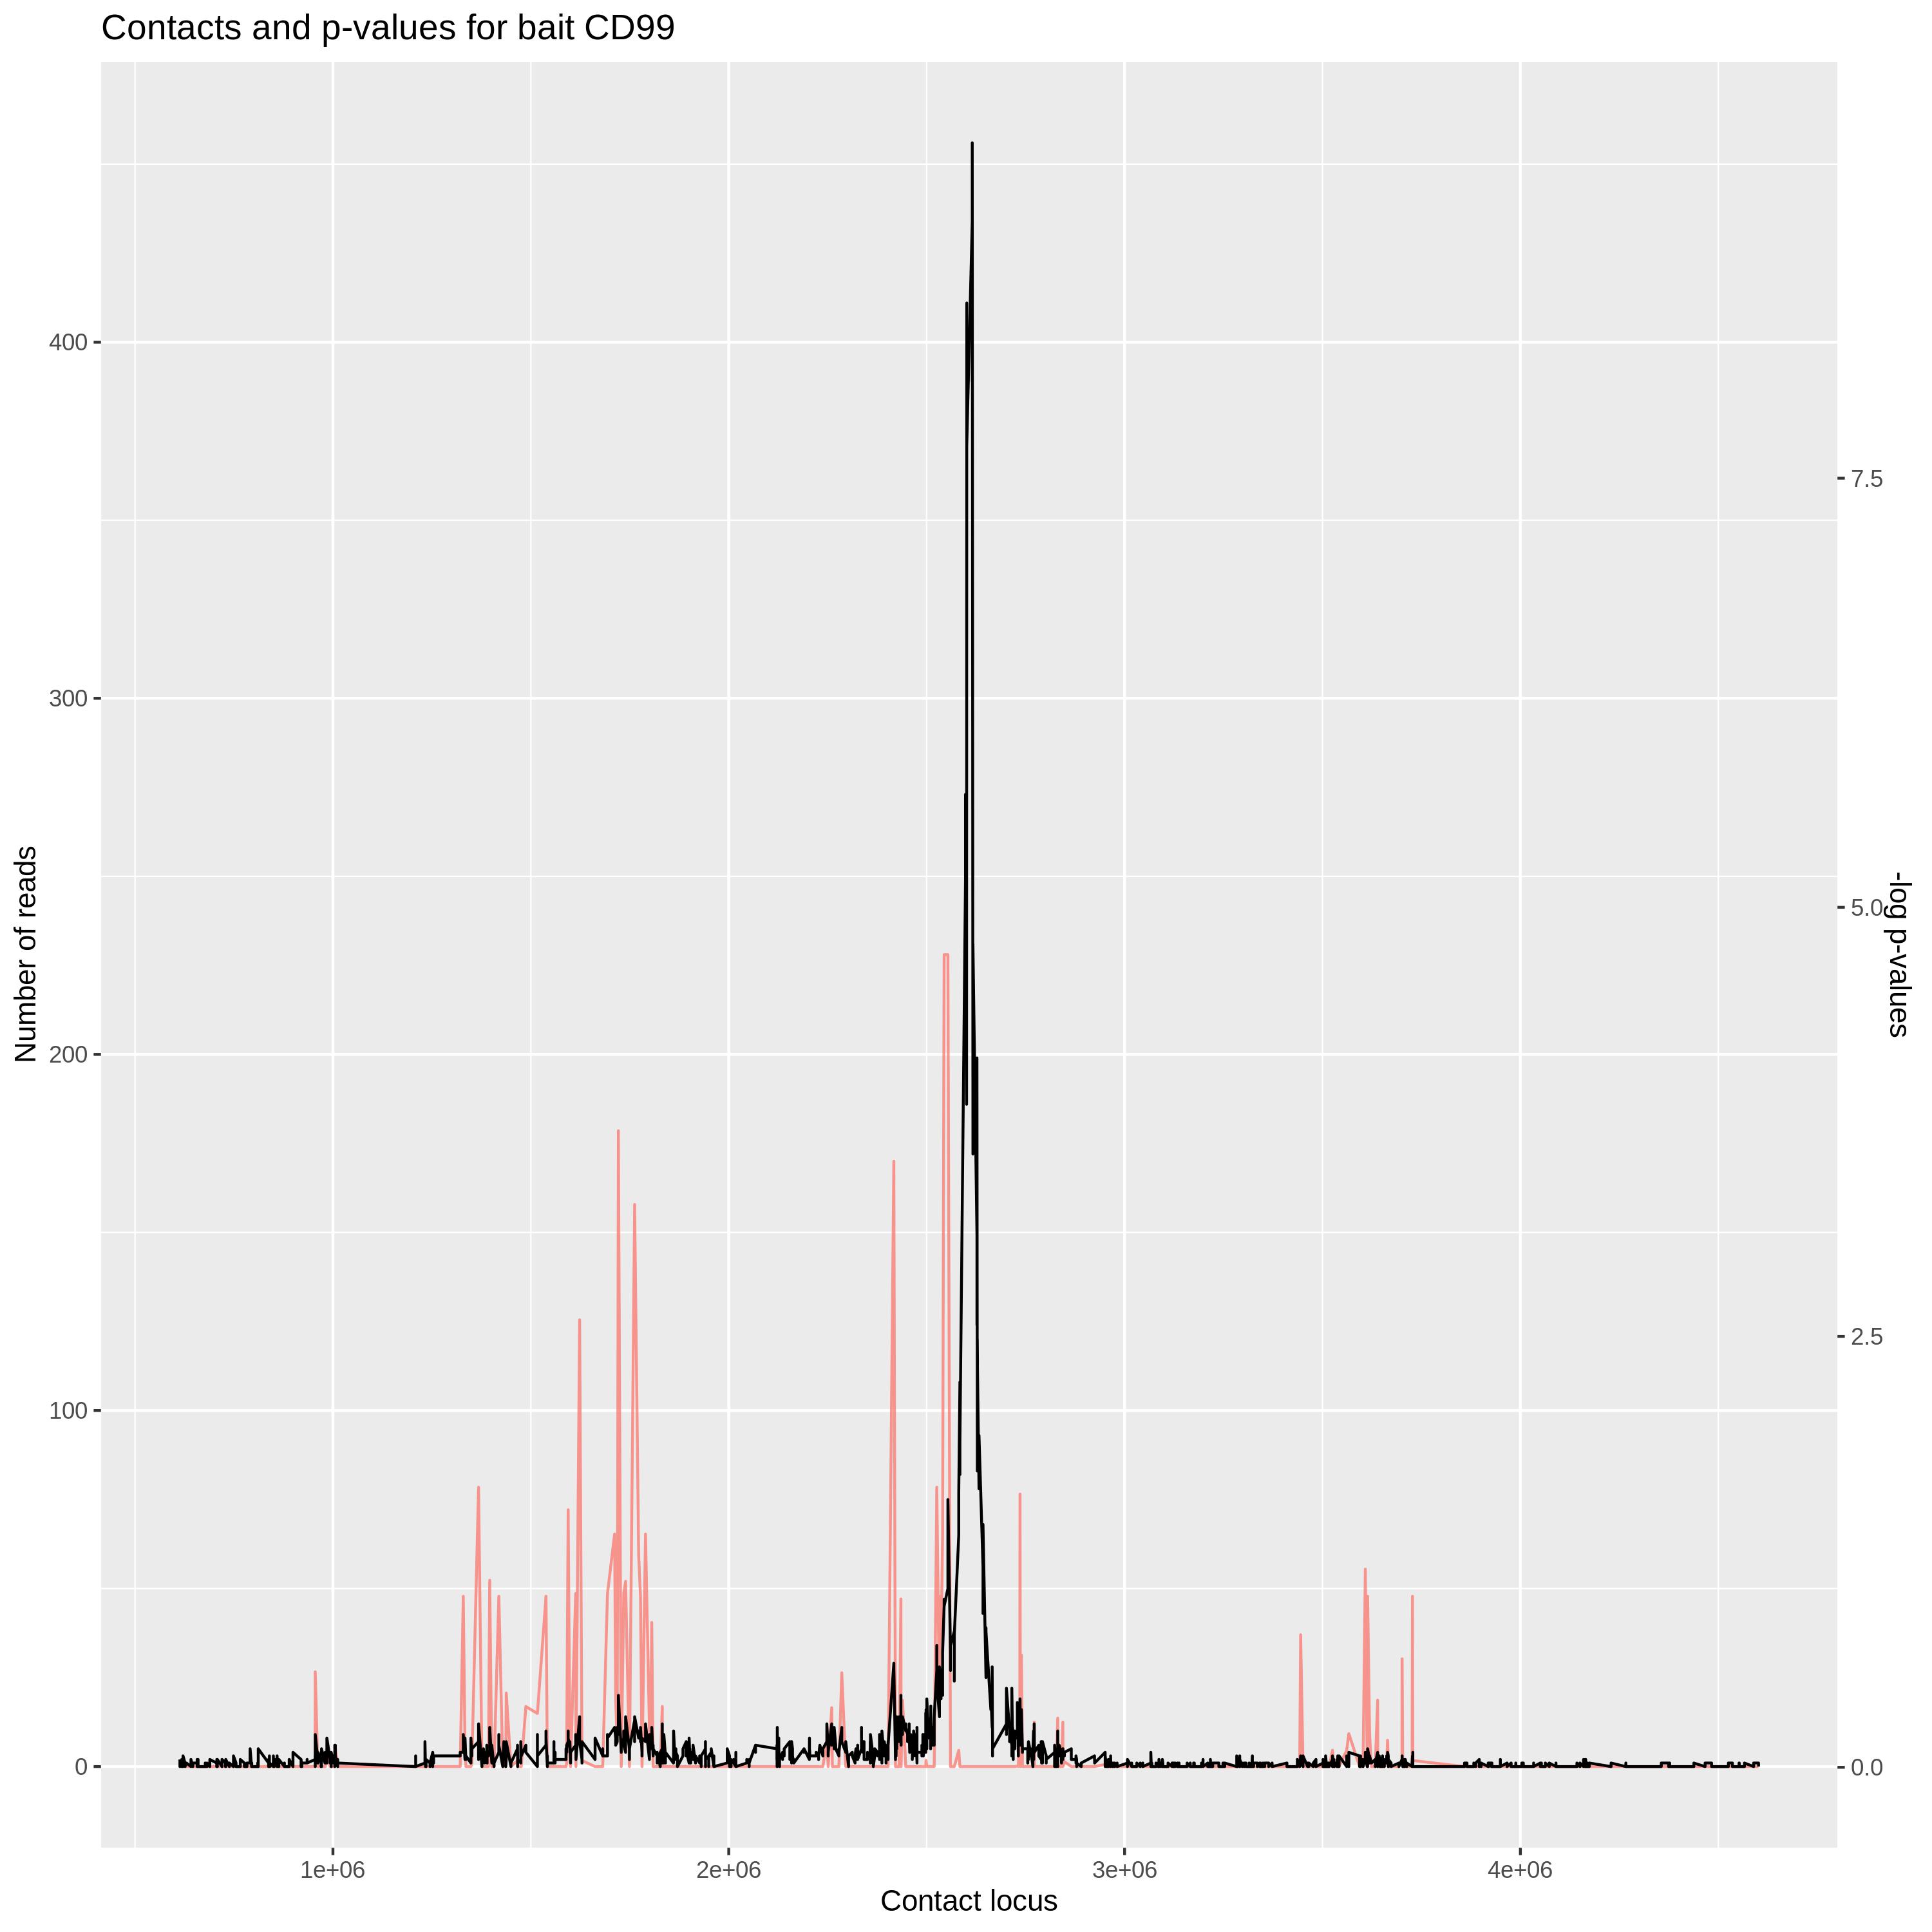 Contacts and p-values for bait CD99
Number of reads
400
300
200
100
0
7.5
5.0
2.5
0.0
-log p-values
1e+06
2e+06
3e+06
4e+06
Contact locus